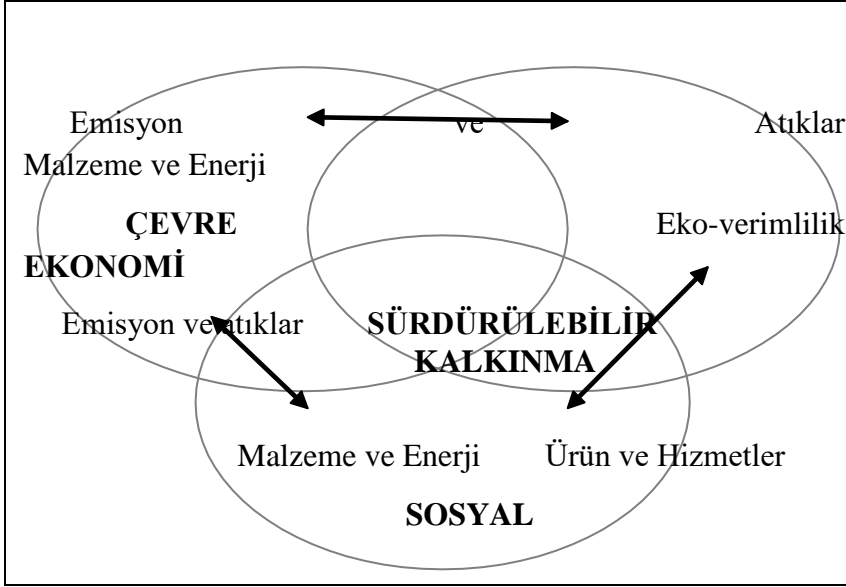 Emisyon ve Atıklar
Malzeme ve Enerji
ÇEVRE Eko-verimlilik
EKONOMİ
Emisyon ve atıklar SÜRDÜRÜLEBİLİR
KALKINMA
Malzeme ve Enerji Ürün ve Hizmetler
SOSYAL